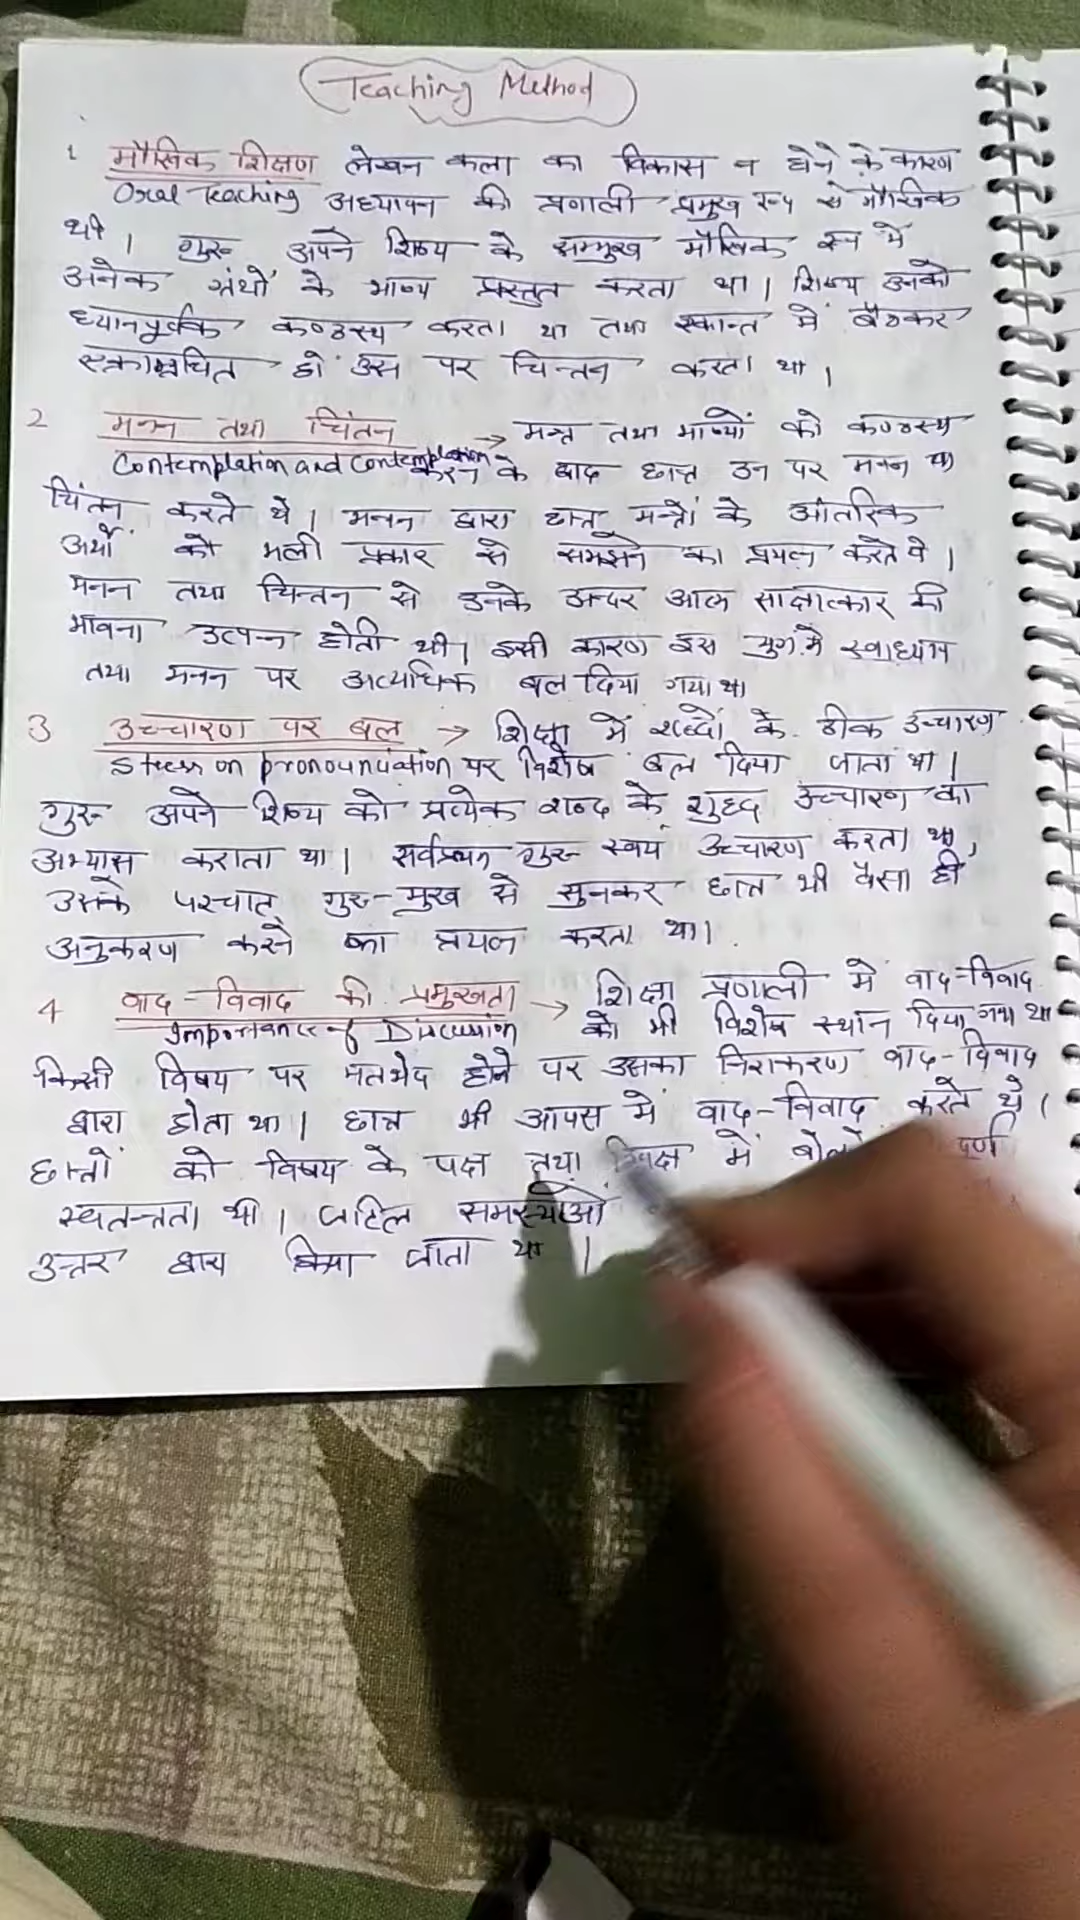 Teaching Method
1 मौखिक शिक्षण लेखन कला का विकास न होने के कारण
Oral Teaching अध्यापन की प्रणाली प्रमुख रूप से मौखिक
थी। गुरू अपने शिष्य के सम्मुख मौखिक रूप में
अनेक ग्रंथों के भाष्य प्रस्तुत करता था। शिष्य उनको
ध्यानपूर्वक कण्ठस्थ करता था तथा एकान्त में बैठकर
हो उस पर चिन्तन करता था।
2 मनन तथा चिंतन → मन्त्र तथा भाष्यों को कण्ठस्थ
Contemplation and Contemplation करने के बाद छात्र उन पर मनन व
चिंतन करते थे। मनन द्वारा छात्र मन्त्रों के आंतरिक
अर्थो को भली प्रकार से समझने का प्रयत्न करते थे।
मनन तथा चिन्तन से उनके अन्दर आत्म साक्षात्कार की
भावना उत्पन्न होती थी। इसी कारण इस युग में स्वाध्याय
तथा मनन पर अत्यधिक बल दिया गया था
3 उच्चारण पर बल → शिक्षा में शब्दों के ठीक उच्चारण
Stress on pronounciation पर विशेष बल दिया जाता था।
गुरू अपने शिष्य को प्रत्येक शब्द के शुद्ध उच्चारण का
अभ्यास कराता था। सर्वप्रथम गुरू स्वयं उच्चारण करता था,
उसके पश्चात् गुरू-मुख से सुनकर छात्र भी वैसा ही
अनुकरण करने का प्रयत्न करता था।
4 वाद-विवाद की प्रमुखता → शिक्षा प्रणाली में वाद-विवाद
Importance of Discussion को भी विशेष स्थान दिया गया था
किसी विषय पर मतभेद होने पर उसका निराकरण वाद-विवाद
द्वारा होता था। छात्र भी आपस में वाद-विवाद करते थे।
छात्रों को विषय के पक्ष तथा विपक्ष में
स्वतन्त्रता थी। जटिल समस्याओं
उत्तर द्वारा किया जाता था।